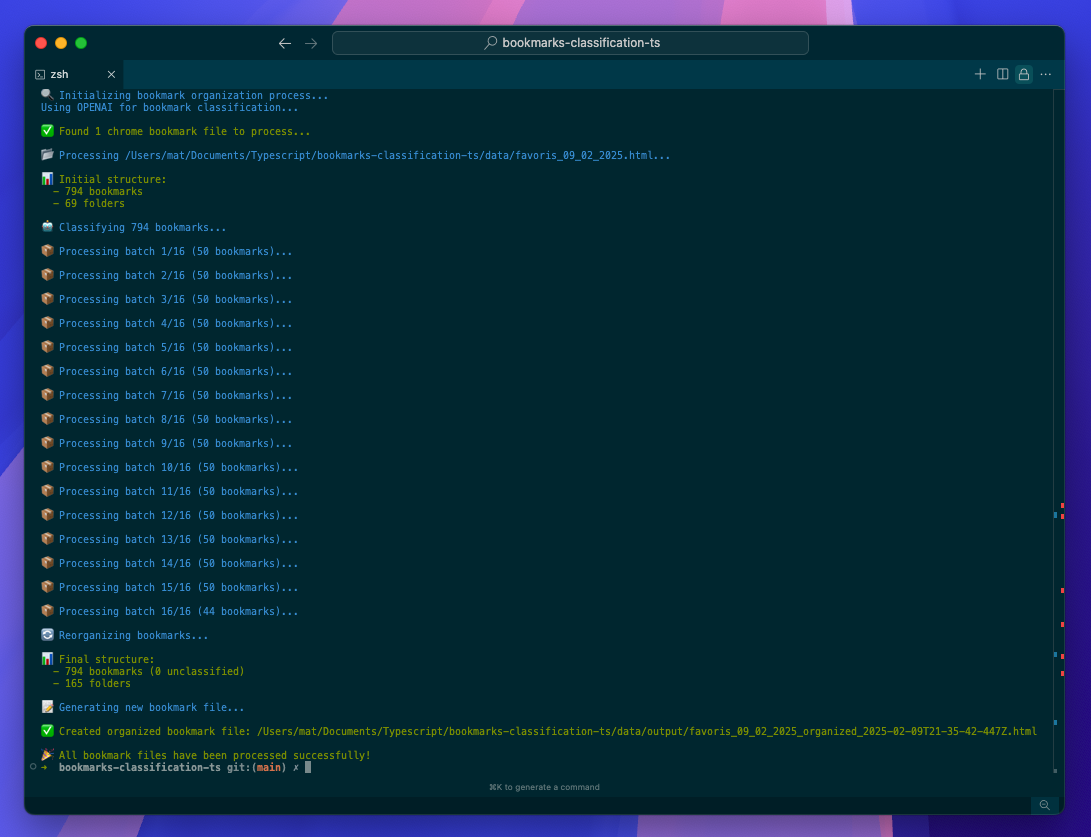 bookmarks-classification-ts
zsh
Initializing bookmark organization process...
Using OPENAI for bookmark classification...
Found 1 chrome bookmark file to process...
Processing /Users/mat/Documents/Typescript/bookmarks-classification-ts/data/favoris_09_02_2025.html...
Initial structure:
- 794 bookmarks
- 69 folders
Classifying 794 bookmarks...
Processing batch 1/16 (50 bookmarks)...
Processing batch 2/16 (50 bookmarks)...
Processing batch 3/16 (50 bookmarks)...
Processing batch 4/16 (50 bookmarks)...
Processing batch 5/16 (50 bookmarks)...
Processing batch 6/16 (50 bookmarks)...
Processing batch 7/16 (50 bookmarks)...
Processing batch 8/16 (50 bookmarks)...
Processing batch 9/16 (50 bookmarks)...
Processing batch 10/16 (50 bookmarks)...
Processing batch 11/16 (50 bookmarks)...
Processing batch 12/16 (50 bookmarks)...
Processing batch 13/16 (50 bookmarks)...
Processing batch 14/16 (50 bookmarks)...
Processing batch 15/16 (50 bookmarks)...
Processing batch 16/16 (44 bookmarks)...
Reorganizing bookmarks...
Final structure:
- 794 bookmarks (0 unclassified)
- 165 folders
Generating new bookmark file...
Created organized bookmark file: /Users/mat/Documents/Typescript/bookmarks-classification-ts/data/output/favoris_09_02_2025_organized_2025-02-09T21-35-42-447Z.html
All bookmark files have been processed successfully!
➜ bookmarks-classification-ts git:(main) ✗
⌘K to generate a command